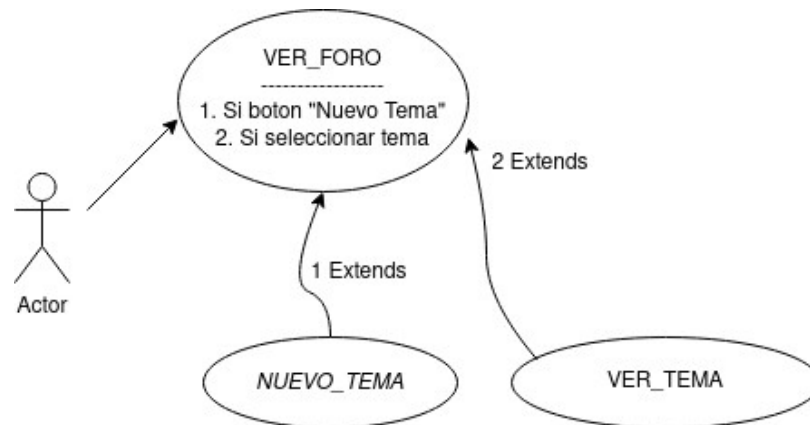 VER_FORO
-----------------
1. Si boton "Nuevo Tema"
2. Si seleccionar tema
2 Extends
1 Extends
Actor
NUEVO_TEMA
VER_TEMA